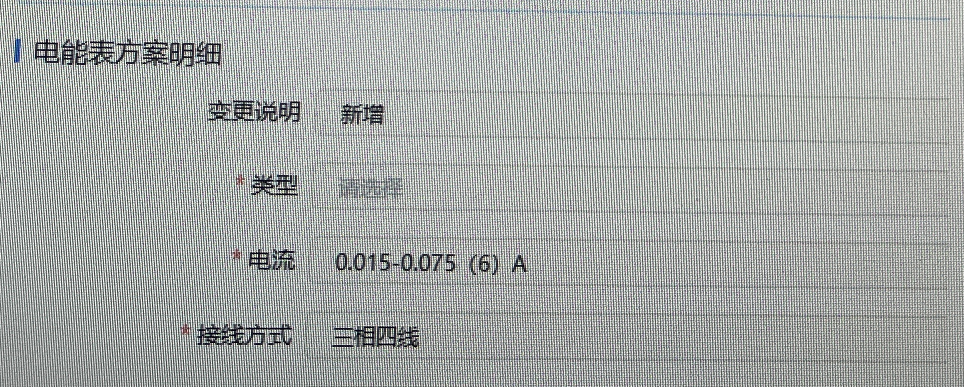 电能表方案明细
变更说明 新增
* 类型 请选择
* 电流 0.015-0.075（6）A
* 接线方式 三相四线